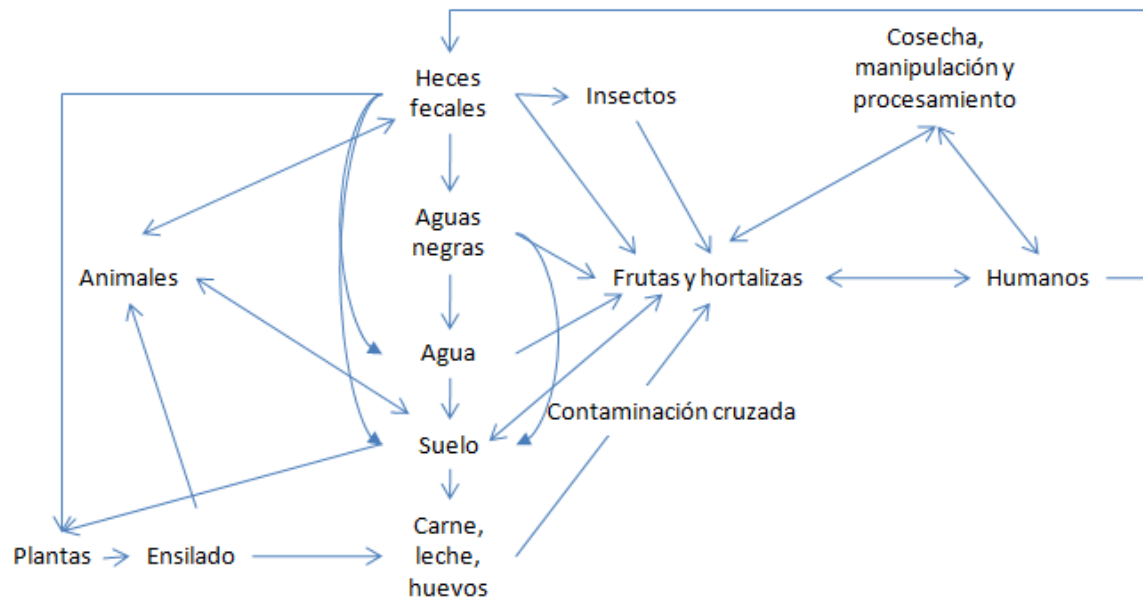 Cosecha,
manipulación y
procesamiento
Heces
fecales
Insectos
Aguas
negras
Animales
Frutas y hortalizas
Humanos
Agua
Contaminación cruzada
Suelo
Carne,
leche,
huevos
Plantas
Ensilado